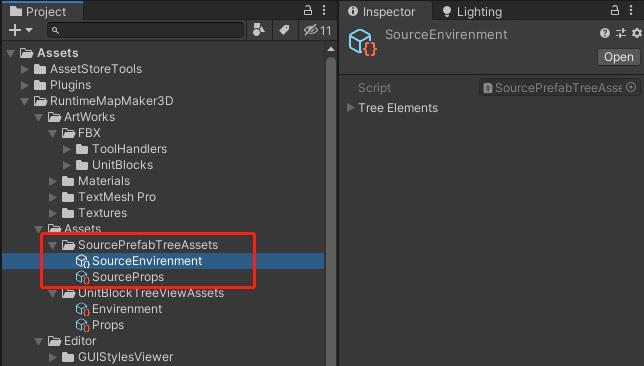 Project
11
Assets
AssetStoreTools
Plugins
RuntimeMapMaker3D
ArtWorks
FBX
ToolHandlers
UnitBlocks
Materials
TextMesh Pro
Textures
Assets
SourcePrefabTreeAssets
SourceEnvirenment
SourceProps
UnitBlockTreeViewAssets
Envirenment
Props
Editor
GUIStylesViewer
Inspector
Lighting
SourceEnvirenment
Open
Script
SourcePrefabTreeAsse
Tree Elements